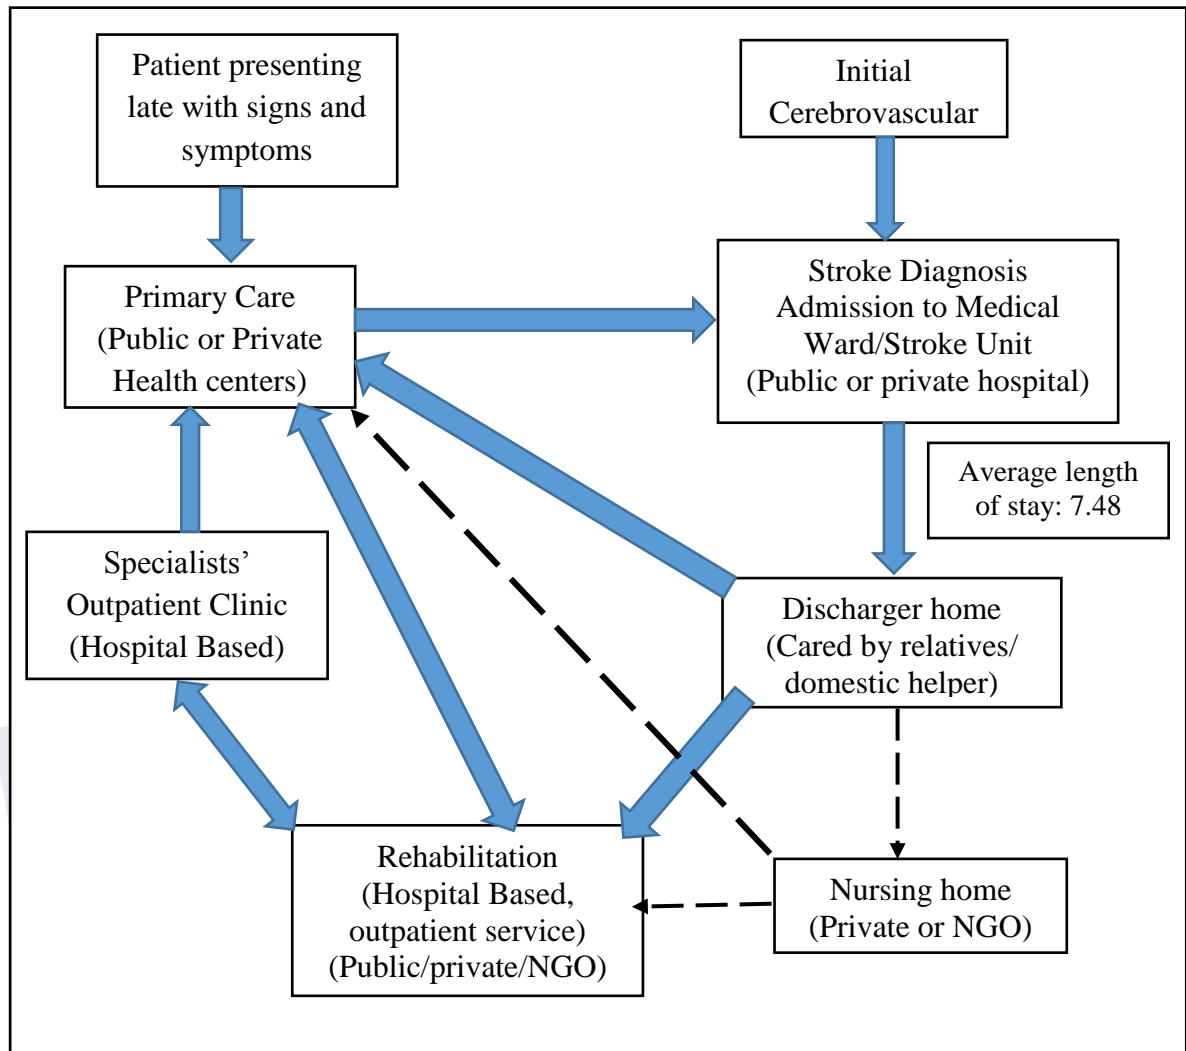 Patient presenting
late with signs and
symptoms
Initial
Cerebrovascular
Primary Care
(Public or Private
Health centers)
Stroke Diagnosis
Admission to Medical
Ward/Stroke Unit
(Public or private hospital)
Average length
of stay: 7.48
Specialists’
Outpatient Clinic
(Hospital Based)
Discharger home
(Cared by relatives/
domestic helper)
Rehabilitation
(Hospital Based,
outpatient service)
(Public/private/NGO)
Nursing home
(Private or NGO)